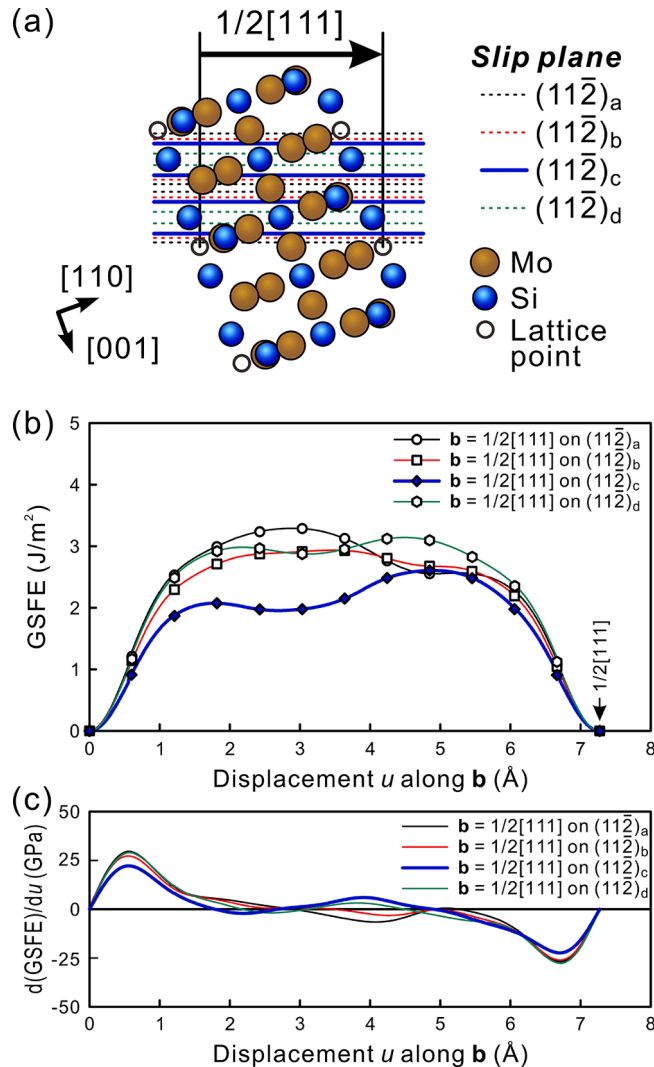 (a)
1/2[111]
Slip plane
(112̅)a
(112̅)b
(112̅)c
(112̅)d
Mo
Si
Lattice
point
[110]
[001]
(b)
5
4
3
2
1
0
GSFE (J/m²)
b = 1/2[111] on (112̅)a
b = 1/2[111] on (112̅)b
b = 1/2[111] on (112̅)c
b = 1/2[111] on (112̅)d
1/2[111]
0 1 2 3 4 5 6 7 8
Displacement u along b (Å)
(c)
50
25
0
-25
-50
d(GSFE)/du (GPa)
b = 1/2[111] on (112̅)a
b = 1/2[111] on (112̅)b
b = 1/2[111] on (112̅)c
b = 1/2[111] on (112̅)d
0 1 2 3 4 5 6 7 8
Displacement u along b (Å)